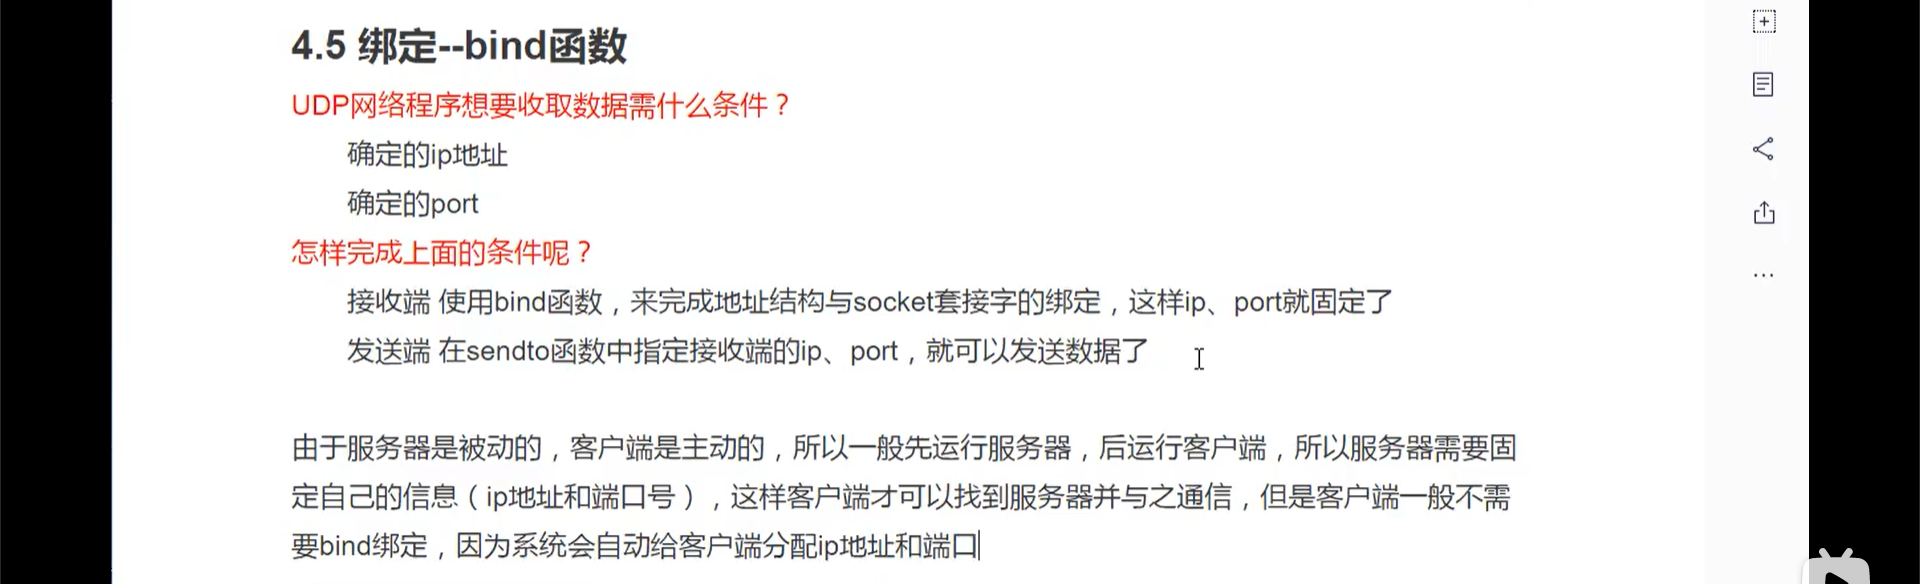 4.5 绑定--bind函数
UDP网络程序想要收取数据需什么条件？
确定的ip地址
确定的port
怎样完成上面的条件呢？
接收端 使用bind函数，来完成地址结构与socket套接字的绑定，这样ip、port就固定了
发送端 在sendto函数中指定接收端的ip、port，就可以发送数据了
由于服务器是被动的，客户端是主动的，所以一般先运行服务器，后运行客户端，所以服务器需要固
定自己的信息（ip地址和端口号），这样客户端才可以找到服务器并与之通信，但是客户端一般不需
要bind绑定，因为系统会自动给客户端分配ip地址和端口